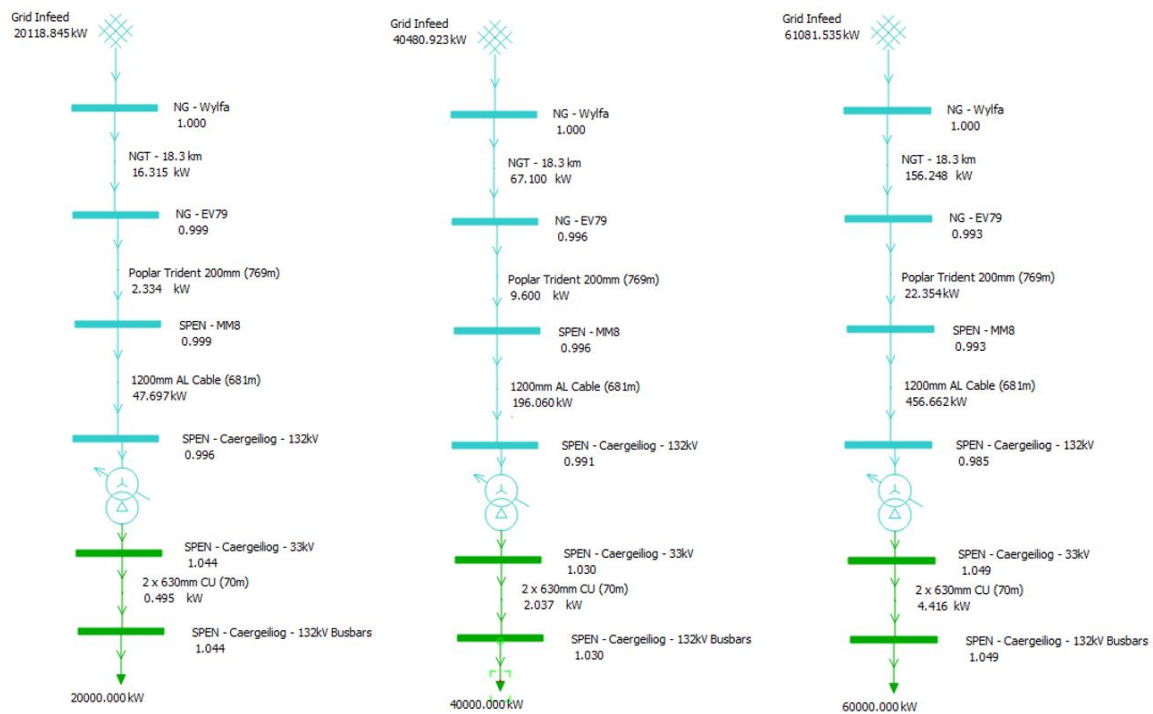 Grid Infeed
20118.845kW
NG - Wylfa
1.000
NGT - 18.3 km
16.315 kW
NG - EV79
0.999
Poplar Trident 200mm (769m)
2.334 kW
SPEN - MM8
0.999
1200mm AL Cable (681m)
47.697kW
SPEN - Caergeiliog - 132kV
0.996
SPEN - Caergeiliog - 33kV
1.044
2 x 630mm CU (70m)
0.495 kW
SPEN - Caergeiliog - 132kV Busbars
1.044
20000.000kW
Grid Infeed
40480.923kW
NG - Wylfa
1.000
NGT - 18.3 km
67.100 kW
NG - EV79
0.996
Poplar Trident 200mm (769m)
9.600 kW
SPEN - MM8
0.996
1200mm AL Cable (681m)
196.060kW
SPEN - Caergeiliog - 132kV
0.991
SPEN - Caergeiliog - 33kV
1.030
2 x 630mm CU (70m)
2.037 kW
SPEN - Caergeiliog - 132kV Busbars
1.030
40000.000kW
Grid Infeed
61081.535kW
NG - Wylfa
1.000
NGT - 18.3 km
156.248 kW
NG - EV79
0.993
Poplar Trident 200mm (769m)
22.354kW
SPEN - MM8
0.993
1200mm AL Cable (681m)
456.662kW
SPEN - Caergeiliog - 132kV
0.985
SPEN - Caergeiliog - 33kV
1.049
2 x 630mm CU (70m)
4.416 kW
SPEN - Caergeiliog - 132kV Busbars
1.049
60000.000kW